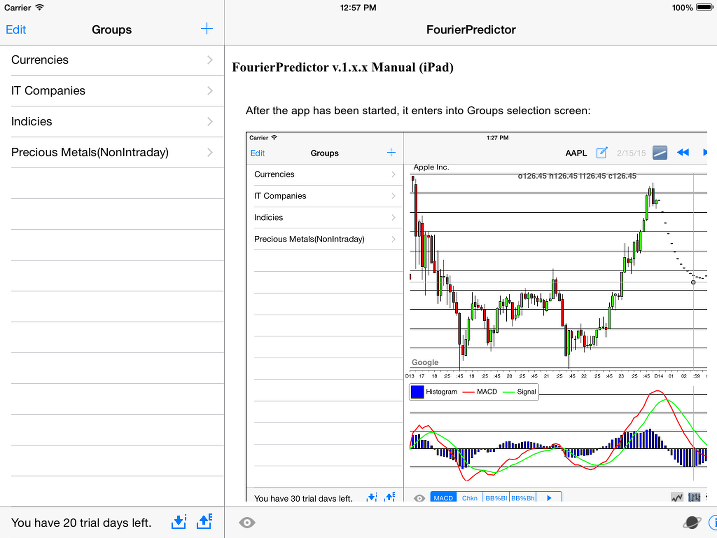 Carrier 12:57 PM 100%
Edit Groups + FourierPredictor
Currencies
IT Companies
Indicies
Precious Metals(NonIntraday)
You have 20 trial days left.
FourierPredictor v.1.x.x Manual (iPad)
After the app has been started, it enters into Groups selection screen:
Carrier 1:27 PM
Edit Groups + AAPL 2/15/15
Currencies
IT Companies
Indicies
Precious Metals(NonIntraday)
You have 30 trial days left.
Apple Inc.
o126.45 h126.45 l126.45 c126.45
Google
Histogram MACD Signal
MACD Chkn BB%BI BB%Bh